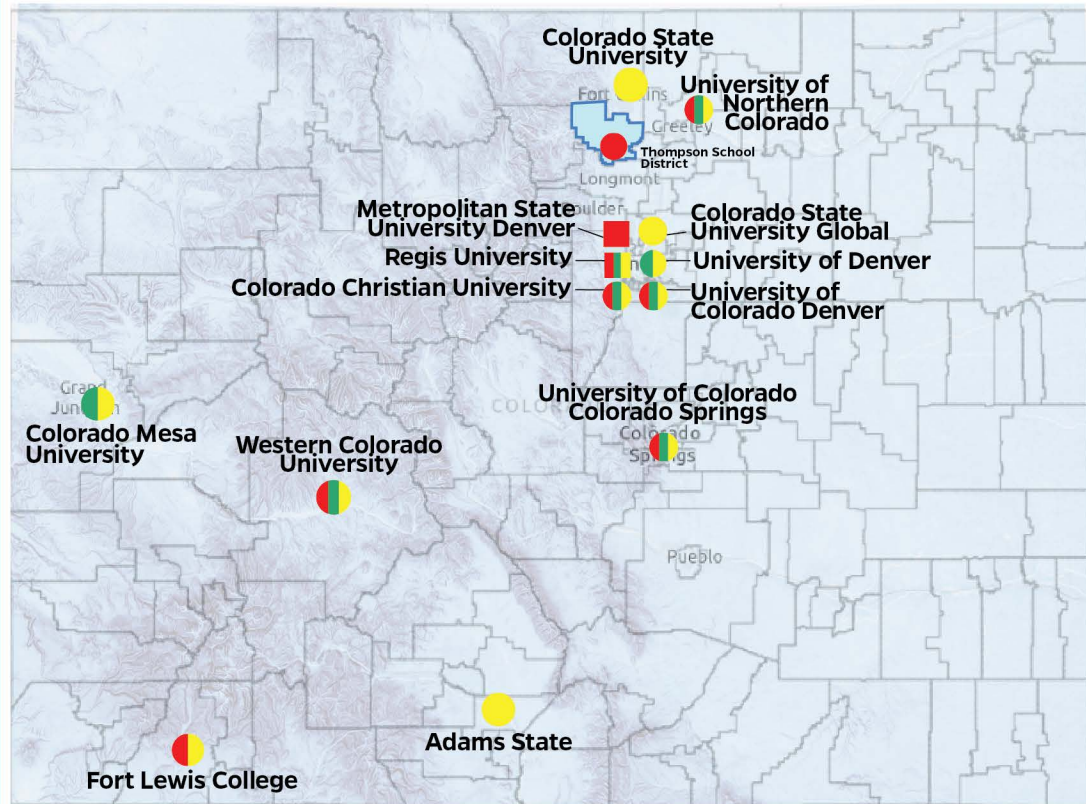 Colorado State
University
Fort Collins
University of
Northern
Colorado
Greeley
Thompson School
District
Longmont
Boulder
Metropolitan State
University Denver
Colorado State
University Global
Regis University
University of Denver
Colorado Christian University
University of
Colorado Denver
Grand
Junction
Colorado Mesa
University
Western Colorado
University
University of Colorado
Colorado Springs
Colorado
Springs
Pueblo
Adams State
Fort Lewis College